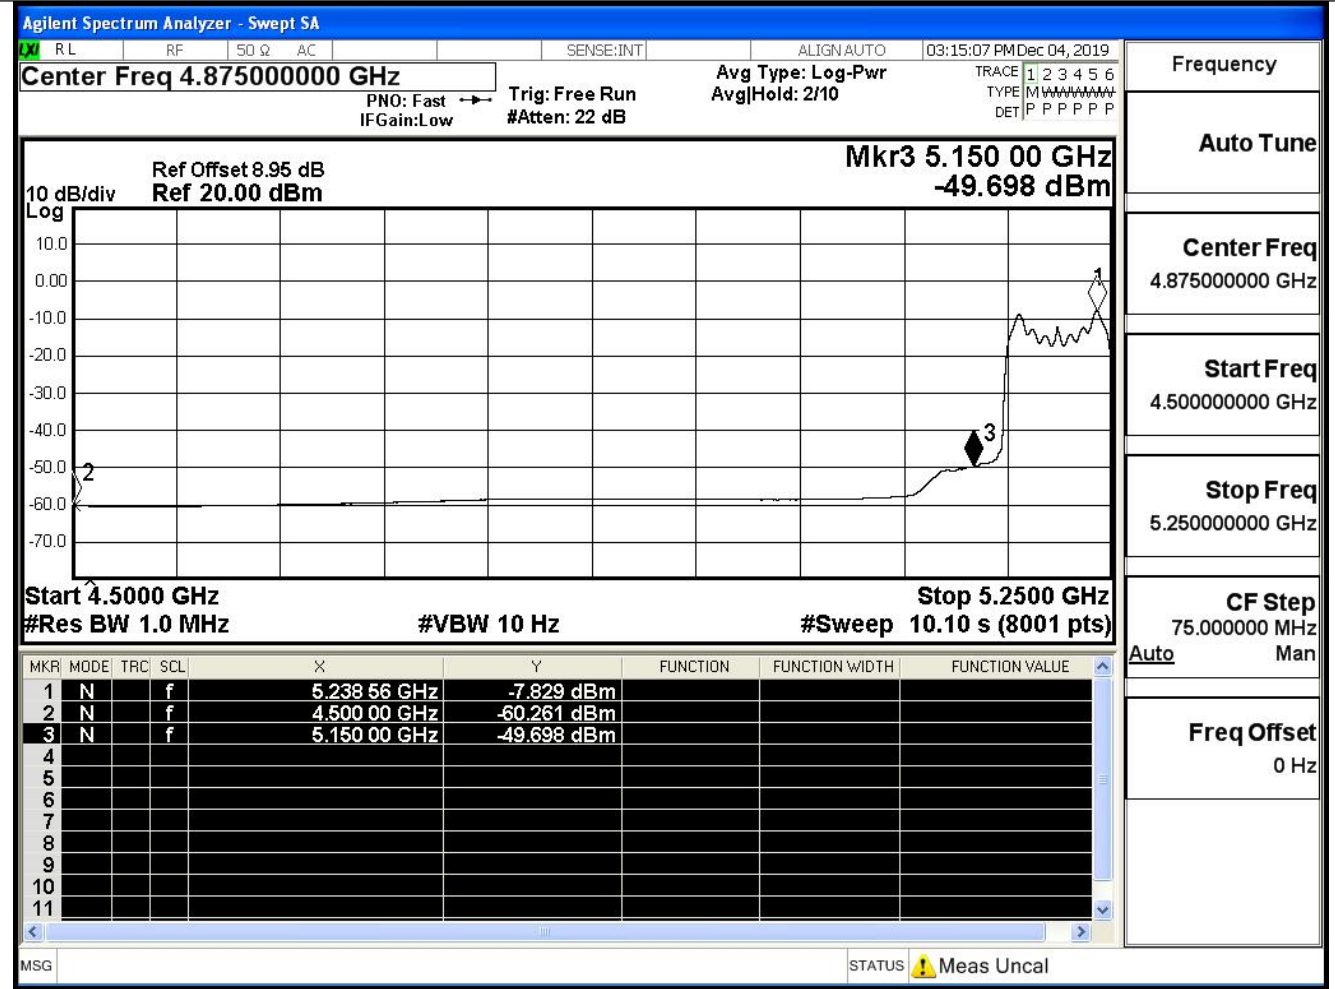 Agilent Spectrum Analyzer - Swept SA
LXI RL RF 50 Ω AC SENSE:INT ALIGN AUTO 03:15:07 PM Dec 04, 2019
Center Freq 4.875000000 GHz
PNO: Fast
IFGain:Low
Trig: Free Run
#Atten: 22 dB
Avg Type: Log-Pwr
Avg|Hold: 2/10
TRACE 1 2 3 4 5 6
TYPE M WWWWW
DET P P P P P P
Mkr3 5.150 00 GHz
-49.698 dBm
Ref Offset 8.95 dB
10 dB/div Ref 20.00 dBm
Log
10.0
0.00
-10.0
-20.0
-30.0
-40.0
-50.0
-60.0
-70.0
1
2
3
Start 4.5000 GHz Stop 5.2500 GHz
#Res BW 1.0 MHz #VBW 10 Hz #Sweep 10.10 s (8001 pts)
MKR MODE TRC SCL X Y FUNCTION FUNCTION WIDTH FUNCTION VALUE
1 N f 5.238 56 GHz -7.829 dBm
2 N f 4.500 00 GHz -60.261 dBm
3 N f 5.150 00 GHz -49.698 dBm
4
5
6
7
8
9
10
11
MSG STATUS Meas Uncal
Frequency
Auto Tune
Center Freq
4.875000000 GHz
Start Freq
4.500000000 GHz
Stop Freq
5.250000000 GHz
CF Step
75.000000 MHz
Auto Man
Freq Offset
0 Hz